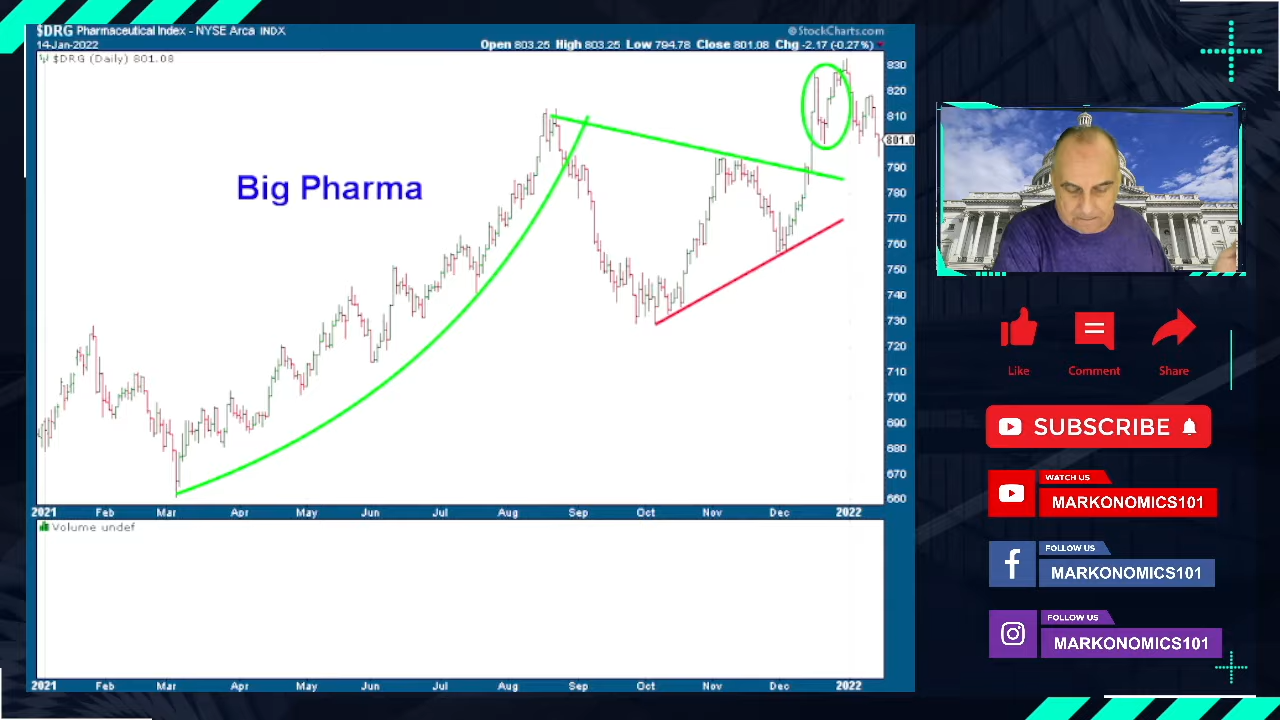 $DRG Pharmaceutical Index - NYSE Arca INDX
© StockCharts.com
14-Jan-2022
Open 803.25 High 803.25 Low 794.78 Close 801.08 Chg -2.17 (-0.27%)
$DRG (Daily) 801.08
Big Pharma
830
820
810
801.0
790
780
770
760
750
740
730
720
710
700
690
680
670
660
2021 Feb Mar Apr May Jun Jul Aug Sep Oct Nov Dec 2022
Volume undef
2021 Feb Mar Apr May Jun Jul Aug Sep Oct Nov Dec 2022
Like Comment Share
SUBSCRIBE
WATCH US
MARKONOMICS101
FOLLOW US
MARKONOMICS101
FOLLOW US
MARKONOMICS101